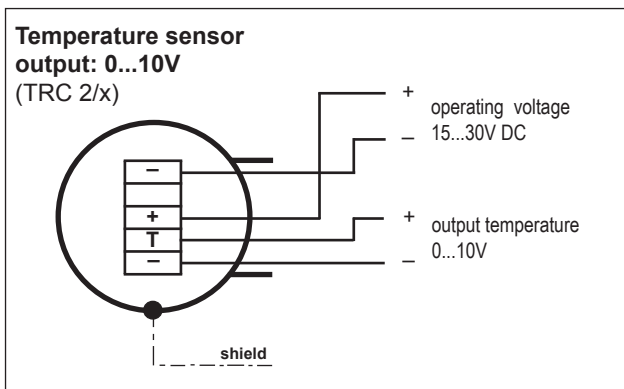 Temperature sensor
output: 0...10V
(TRC 2/x)
+
operating voltage
–
15...30V DC
–
+
T
–
+
output temperature
–
0...10V
shield